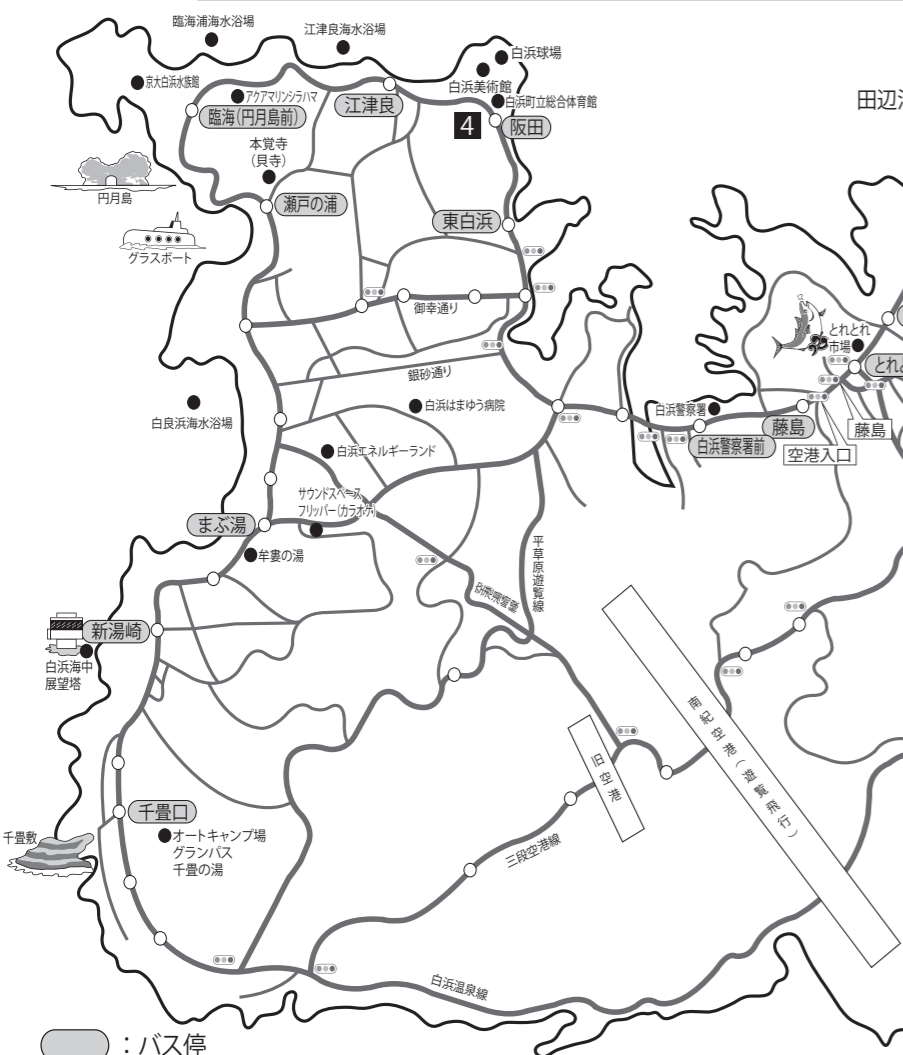 臨海浦海水浴場
江津良海水浴場
白浜球場
白浜美術館
白浜町立総合体育館
京大白浜水族館
アクアマリンシラハマ
臨海(円月島前)
江津良
4
阪田
田辺
本覚寺
(貝寺)
円月島
瀬戸の浦
東白浜
グラスボート
御幸通り
とれとれ
市場
とれ
銀砂通り
白良浜海水浴場
白浜はまゆう病院
白浜警察署
藤島
藤島
白浜警察署前
空港入口
白浜エネルギーランド
サウンドスペース
フリッパー(カラオケ)
まぶ湯
牟婁の湯
平草原遊覧線
新湯崎
白浜海中
展望塔
南紀空港(遊覧飛行)
旧空港
千畳口
千畳敷
オートキャンプ場
グランパス
千畳の湯
三段空港線
白浜温泉線
:バス停